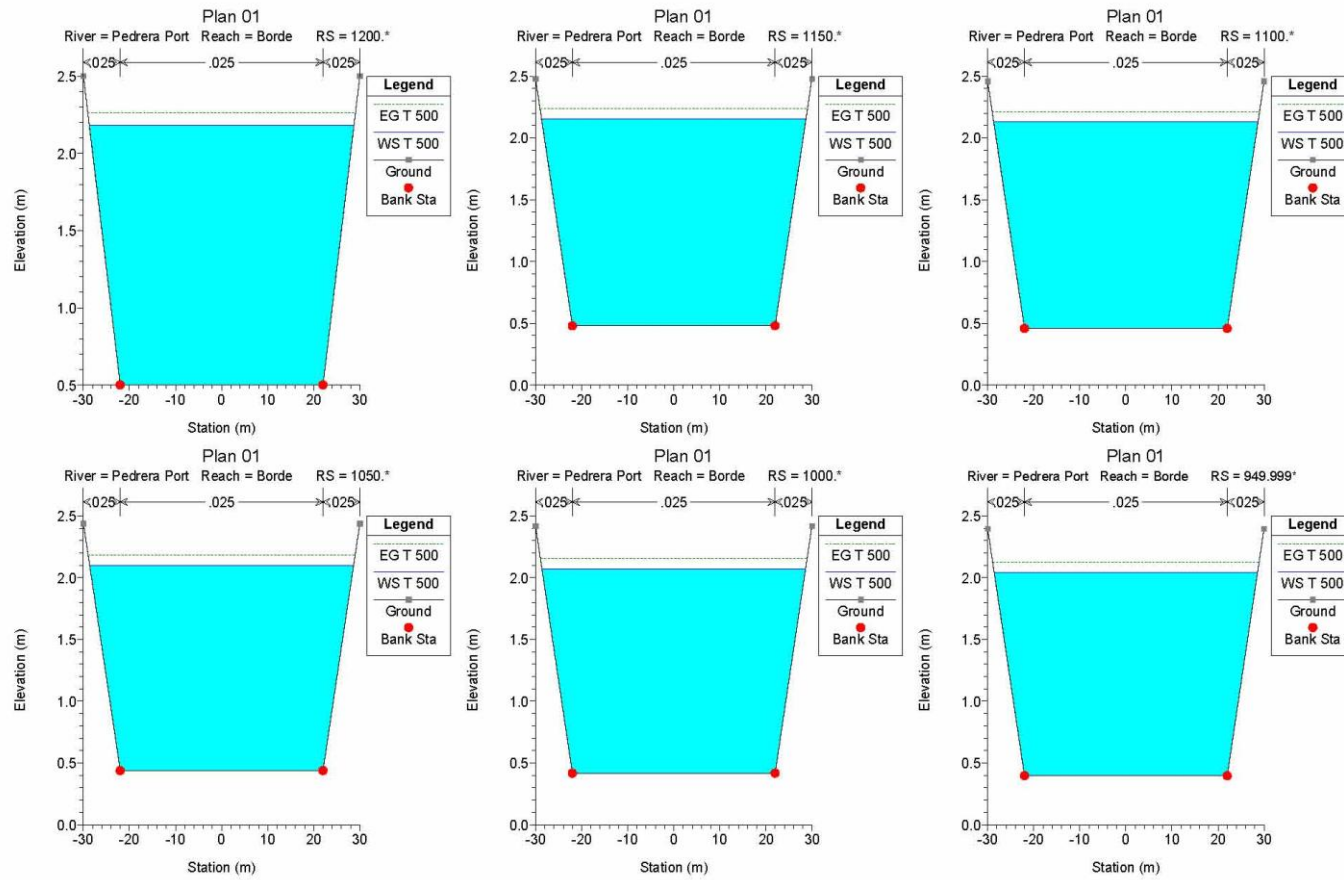 Plan 01
River = Pedrera Port Reach = Borde RS = 1200.*
.025 .025 .025
Legend
EG T 500
WS T 500
Ground
Bank Sta
2.5
2.0
1.5
1.0
0.5
Elevation (m)
-30 -20 -10 0 10 20 30
Station (m)
Plan 01
River = Pedrera Port Reach = Borde RS = 1150.*
.025 .025 .025
Legend
EG T 500
WS T 500
Ground
Bank Sta
2.5
2.0
1.5
1.0
0.5
0.0
Elevation (m)
-30 -20 -10 0 10 20 30
Station (m)
Plan 01
River = Pedrera Port Reach = Borde RS = 1100.*
.025 .025 .025
Legend
EG T 500
WS T 500
Ground
Bank Sta
2.5
2.0
1.5
1.0
0.5
0.0
Elevation (m)
-30 -20 -10 0 10 20 30
Station (m)
Plan 01
River = Pedrera Port Reach = Borde RS = 1050.*
.025 .025 .025
Legend
EG T 500
WS T 500
Ground
Bank Sta
2.5
2.0
1.5
1.0
0.5
0.0
Elevation (m)
-30 -20 -10 0 10 20 30
Station (m)
Plan 01
River = Pedrera Port Reach = Borde RS = 1000.*
.025 .025 .025
Legend
EG T 500
WS T 500
Ground
Bank Sta
2.5
2.0
1.5
1.0
0.5
0.0
Elevation (m)
-30 -20 -10 0 10 20 30
Station (m)
Plan 01
River = Pedrera Port Reach = Borde RS = 949.999*
.025 .025 .025
Legend
EG T 500
WS T 500
Ground
Bank Sta
2.5
2.0
1.5
1.0
0.5
0.0
Elevation (m)
-30 -20 -10 0 10 20 30
Station (m)